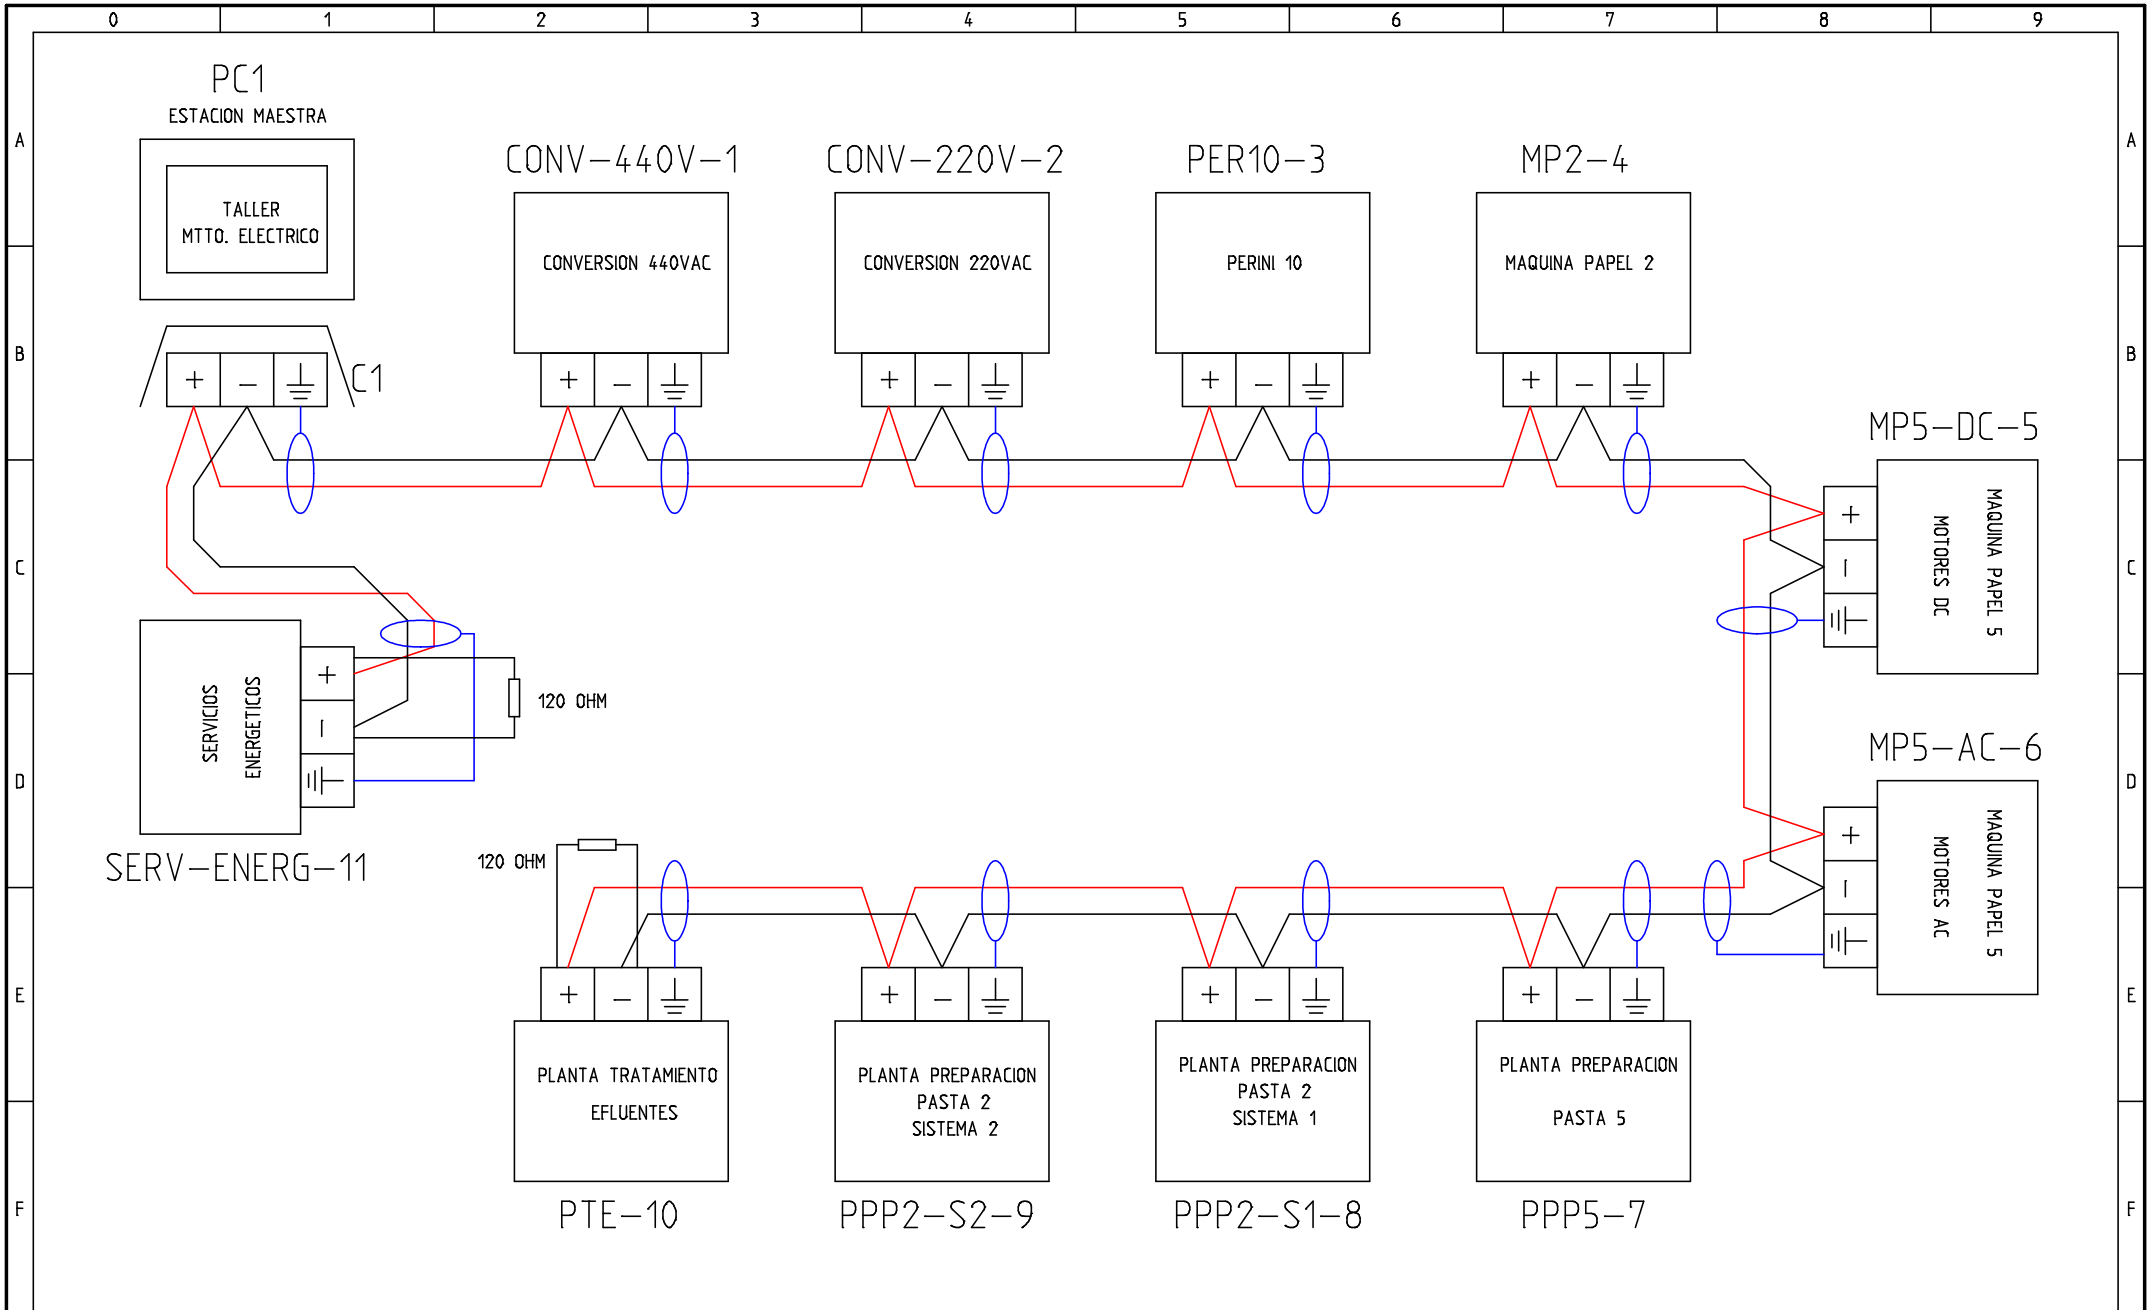 0 1 2 3 4 5 6 7 8 9
PC1
ESTACION MAESTRA
A A
TALLER
MTTO. ELECTRICO
CONV-440V-1
CONVERSION 440VAC
CONV-220V-2
CONVERSION 220VAC
PER10-3
PERINI 10
MP2-4
MAQUINA PAPEL 2
B B
+ - C1
+ -
+ -
+ -
+ -
MP5-DC-5
+ -
MAQUINA PAPEL 5
MOTORES DC
C C
+ -
SERVICIOS
ENERGETICOS
120 OHM
SERV-ENERG-11
D D
MP5-AC-6
+ -
MAQUINA PAPEL 5
MOTORES AC
120 OHM
E E
+ -
+ -
+ -
+ -
PLANTA TRATAMIENTO
EFLUENTES
PTE-10
PLANTA PREPARACION
PASTA 2
SISTEMA 2
PPP2-S2-9
PLANTA PREPARACION
PASTA 2
SISTEMA 1
PPP2-S1-8
PLANTA PREPARACION
PASTA 5
PPP5-7
F F